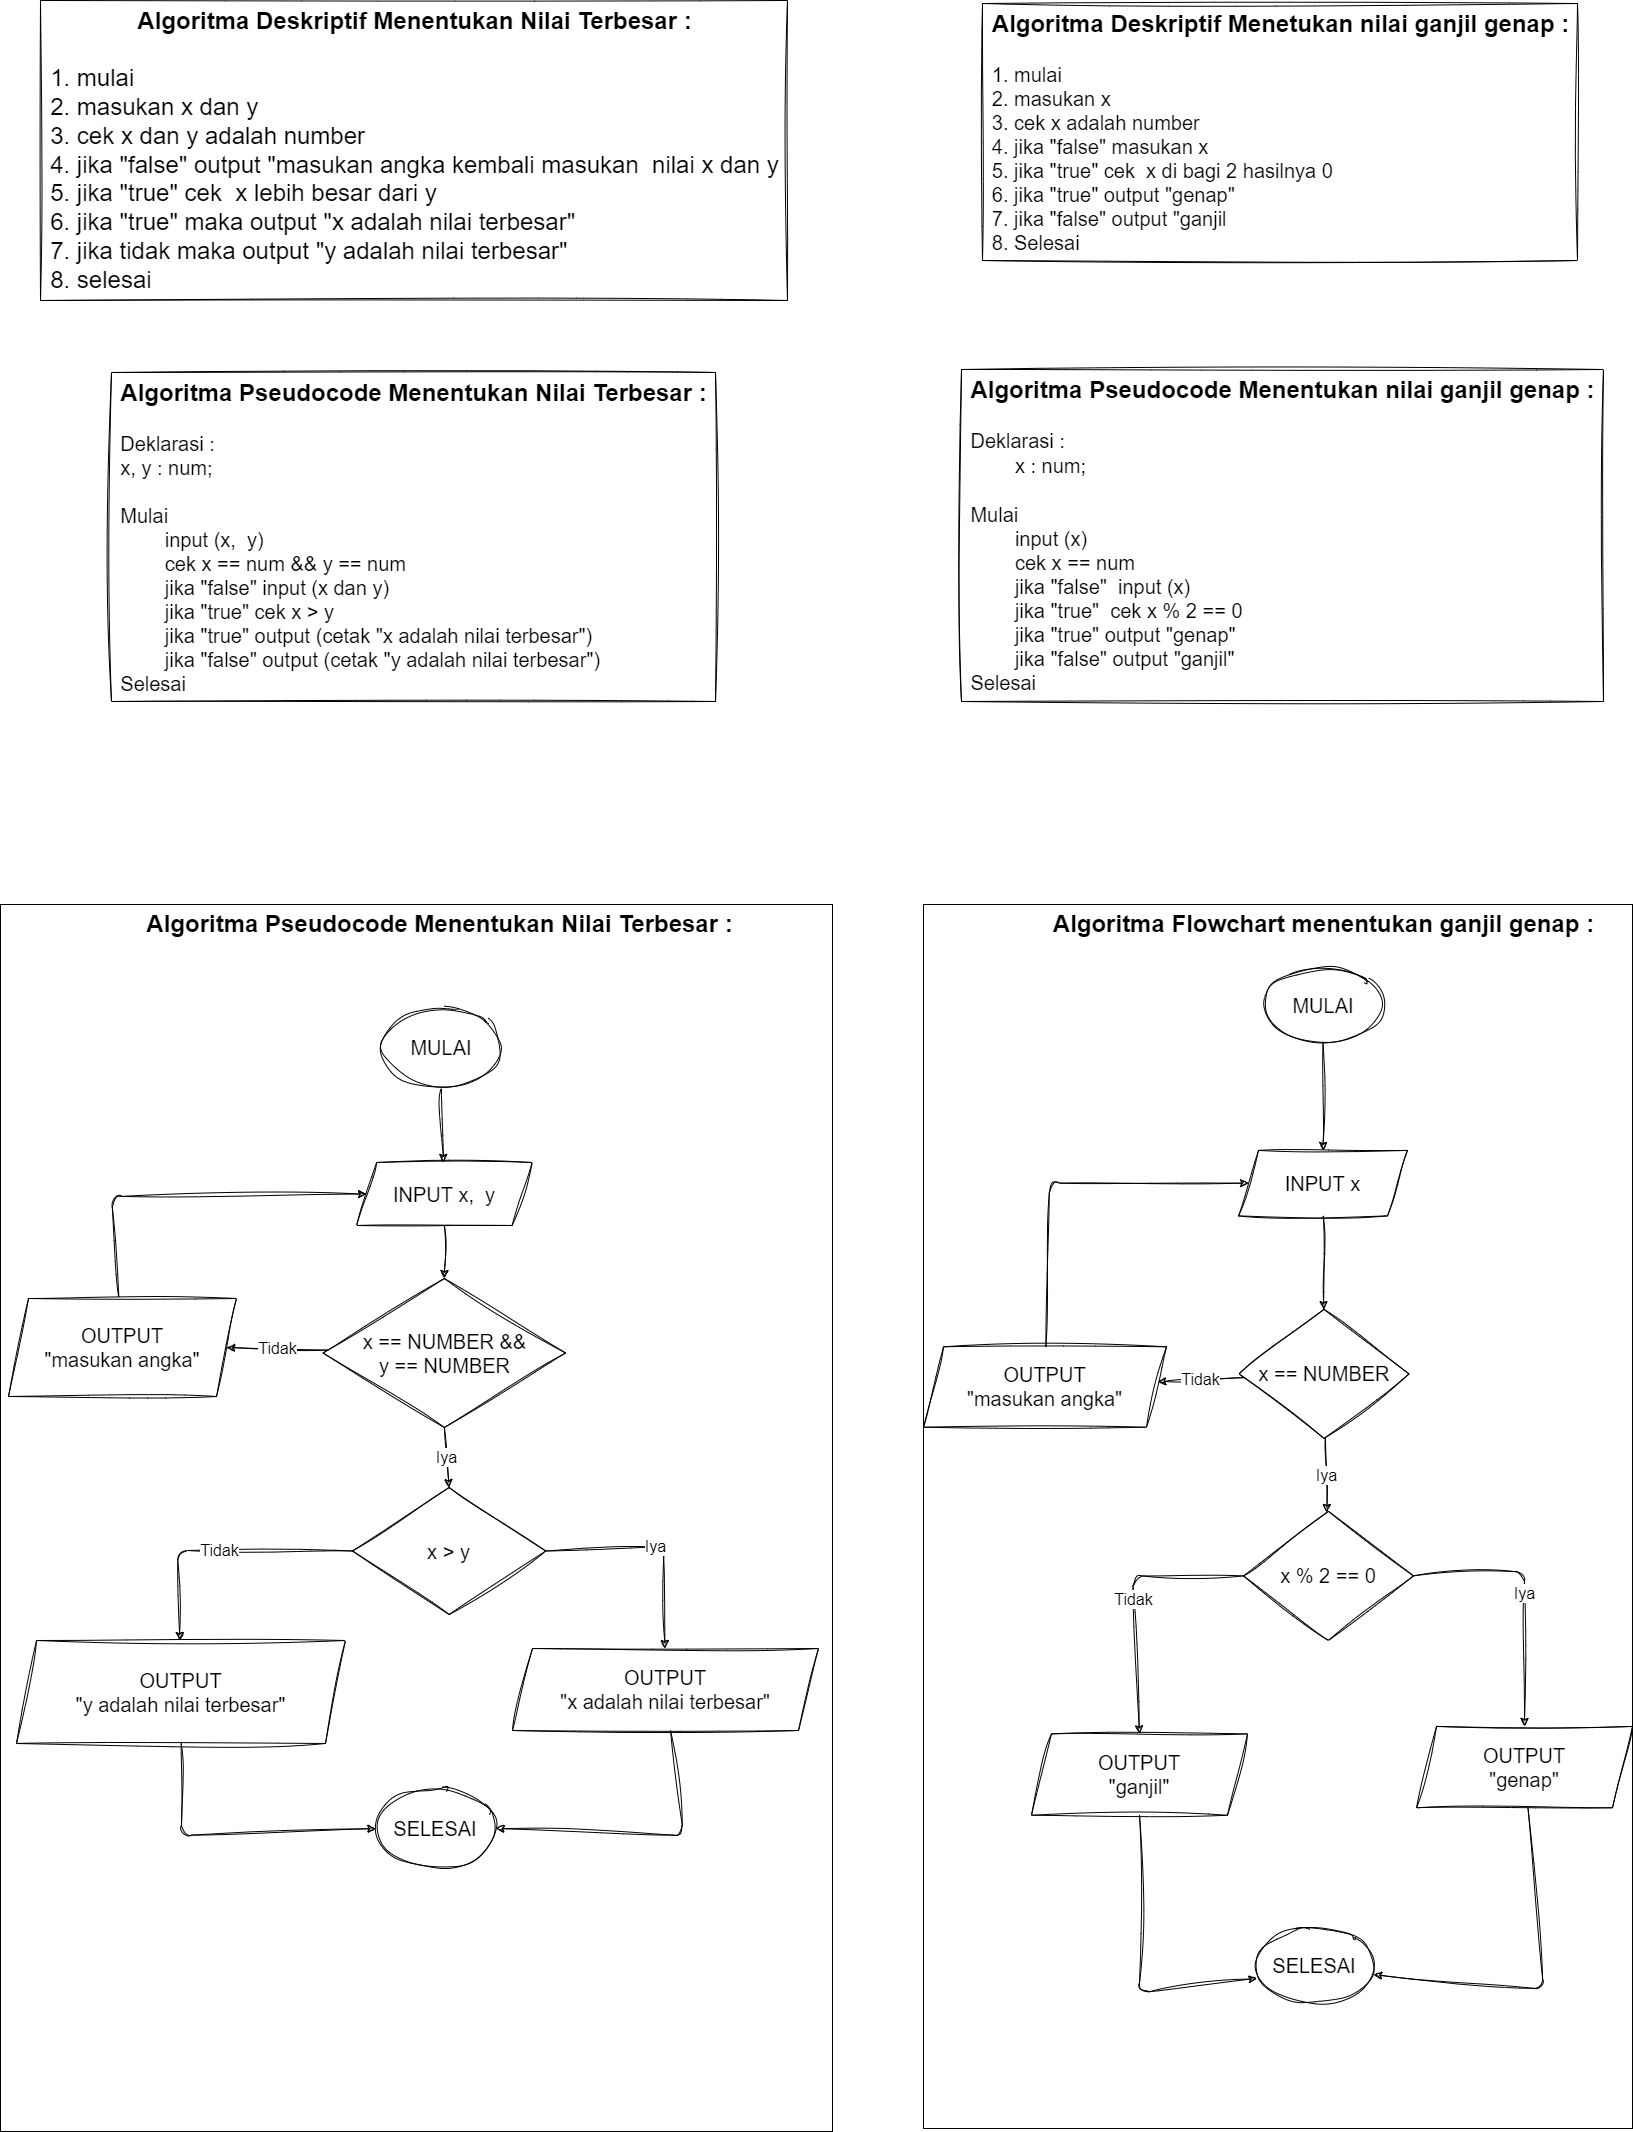 Algoritma Deskriptif Menentukan Nilai Terbesar :
1. mulai
2. masukan x dan y
3. cek x dan y adalah number
4. jika "false" output "masukan angka kembali masukan  nilai x dan y
5. jika "true" cek  x lebih besar dari y
6. jika "true" maka output "x adalah nilai terbesar"
7. jika tidak maka output "y adalah nilai terbesar"
8. selesai
Algoritma Deskriptif Menetukan nilai ganjil genap :
1. mulai
2. masukan x
3. cek x adalah number
4. jika "false" masukan x
5. jika "true" cek  x di bagi 2 hasilnya 0
6. jika "true" output "genap"
7. jika "false" output "ganjil
8. Selesai
Algoritma Pseudocode Menentukan Nilai Terbesar :
Deklarasi :
x, y : num;
Mulai
input (x,  y)
cek x == num && y == num
jika "false" input (x dan y)
jika "true" cek x > y
jika "true" output (cetak "x adalah nilai terbesar")
jika "false" output (cetak "y adalah nilai terbesar")
Selesai
Algoritma Pseudocode Menentukan nilai ganjil genap :
Deklarasi :
x : num;
Mulai
input (x)
cek x == num
jika "false"  input (x)
jika "true"  cek x % 2 == 0
jika "true" output "genap"
jika "false" output "ganjil"
Selesai
Algoritma Pseudocode Menentukan Nilai Terbesar :
MULAI
INPUT x,  y
OUTPUT
"masukan angka"
Tidak
x == NUMBER &&
y == NUMBER
Iya
x > y
Tidak
Iya
OUTPUT
"y adalah nilai terbesar"
OUTPUT
"x adalah nilai terbesar"
SELESAI
Algoritma Flowchart menentukan ganjil genap :
MULAI
INPUT x
OUTPUT
"masukan angka"
Tidak
x == NUMBER
Iya
x % 2 == 0
Tidak
Iya
OUTPUT
"ganjil"
OUTPUT
"genap"
SELESAI